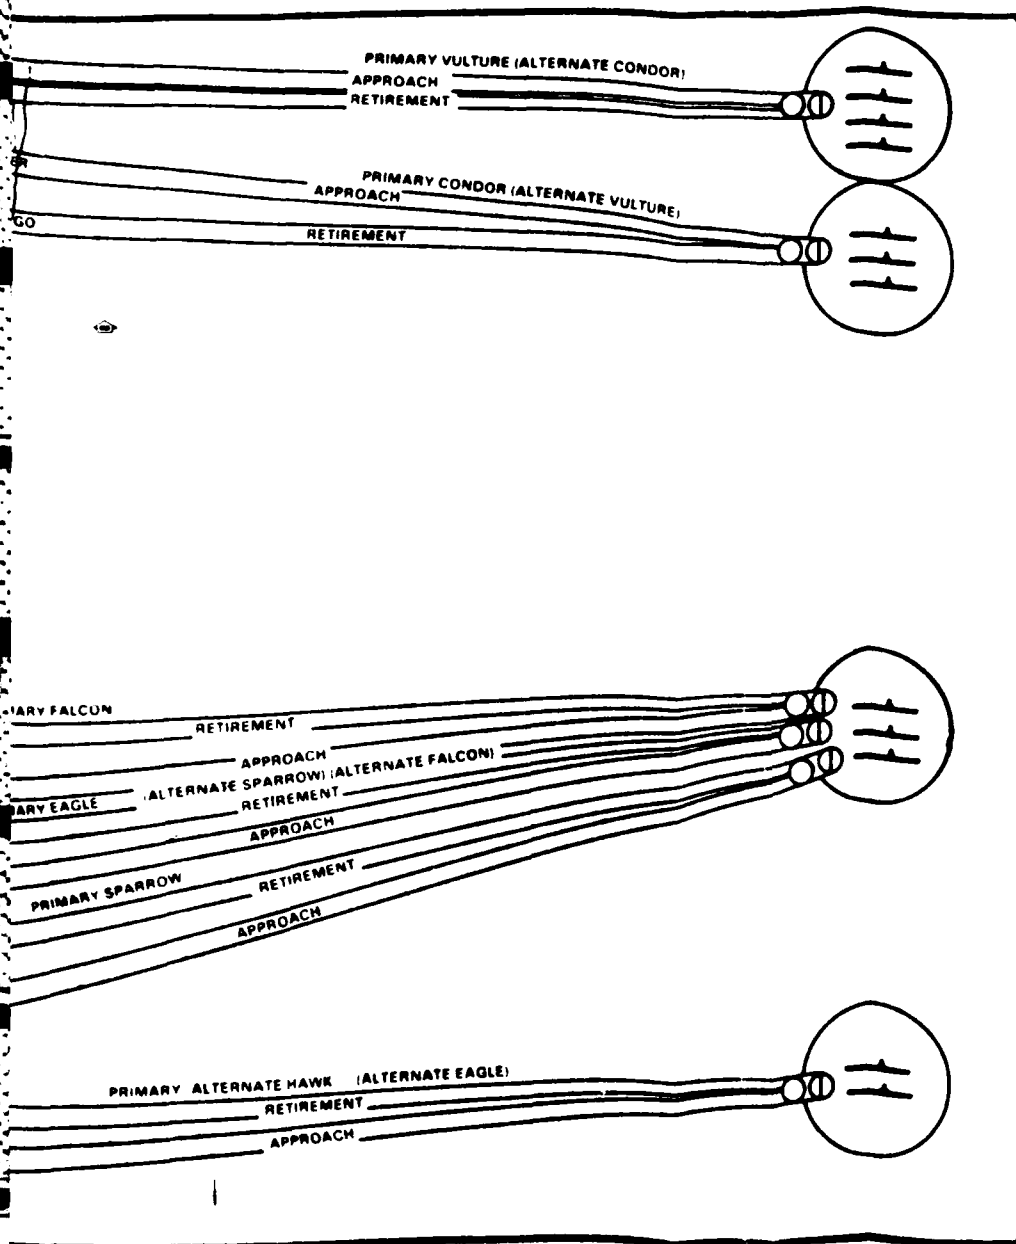 PRIMARY VULTURE (ALTERNATE CONDOR)
APPROACH
RETIREMENT
PRIMARY CONDOR (ALTERNATE VULTURE)
APPROACH
GO
RETIREMENT
ARY FALCON
RETIREMENT
APPROACH
(ALTERNATE SPARROW) (ALTERNATE FALCON)
ARY EAGLE
RETIREMENT
APPROACH
PRIMARY SPARROW
RETIREMENT
APPROACH
PRIMARY ALTERNATE HAWK (ALTERNATE EAGLE)
RETIREMENT
APPROACH